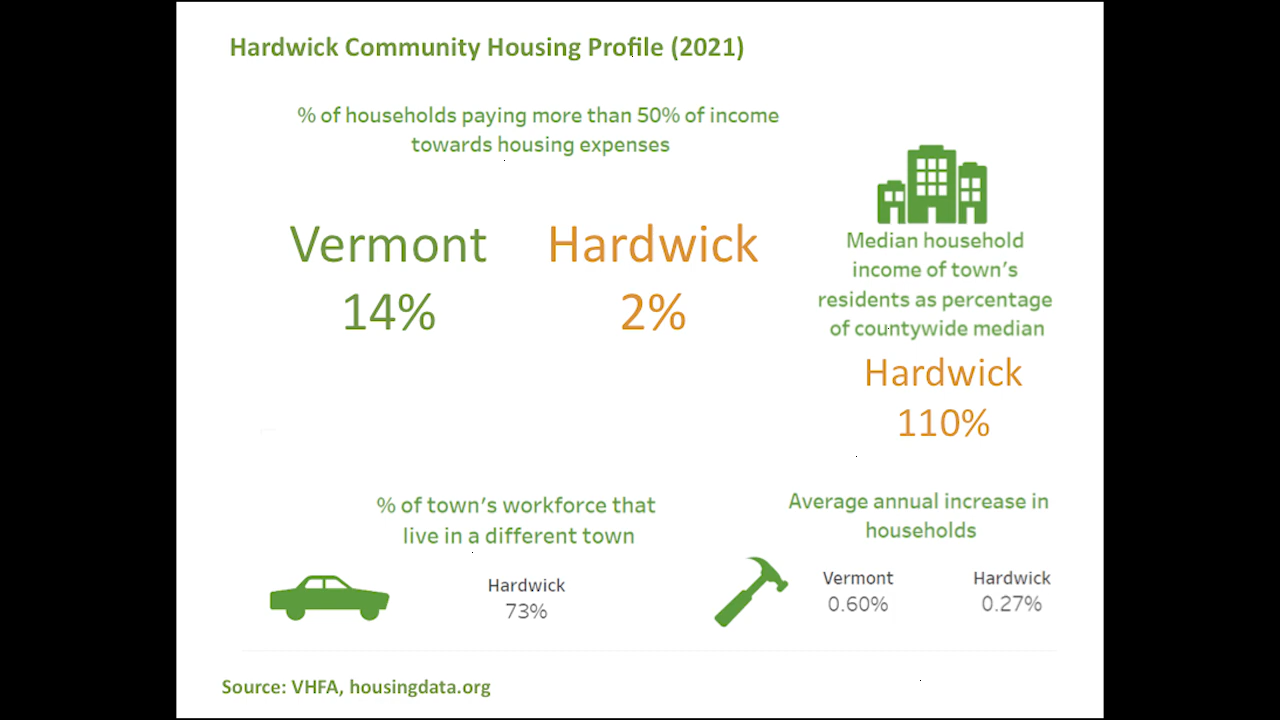 Hardwick Community Housing Profile (2021)
% of households paying more than 50% of income
towards housing expenses
Vermont
14%
Hardwick
2%
Median household
income of town's
residents as percentage
of countywide median
Hardwick
110%
% of town's workforce that
live in a different town
Hardwick
73%
Average annual increase in
households
Vermont
0.60%
Hardwick
0.27%
Source: VHFA, housingdata.org